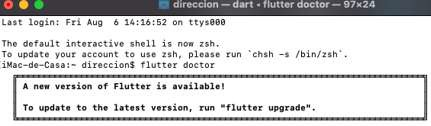 direccion — dart ◂ flutter doctor — 97×24
Last login: Fri Aug  6 14:16:52 on ttys000
The default interactive shell is now zsh.
To update your account to use zsh, please run `chsh -s /bin/zsh`.
iMac-de-Casa:~ direccion$ flutter doctor
A new version of Flutter is available!
To update to the latest version, run "flutter upgrade".